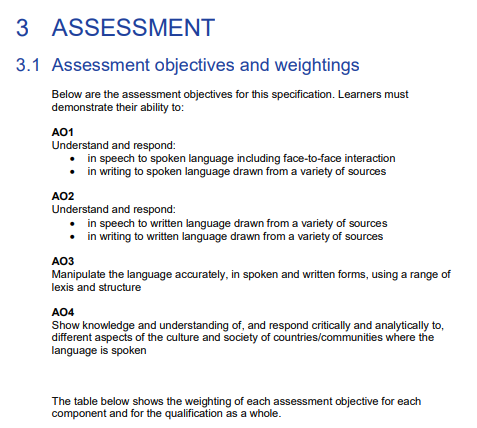 3 ASSESSMENT
3.1 Assessment objectives and weightings
Below are the assessment objectives for this specification. Learners must
demonstrate their ability to:
AO1
Understand and respond:
• in speech to spoken language including face-to-face interaction
• in writing to spoken language drawn from a variety of sources
AO2
Understand and respond:
• in speech to written language drawn from a variety of sources
• in writing to written language drawn from a variety of sources
AO3
Manipulate the language accurately, in spoken and written forms, using a range of
lexis and structure
AO4
Show knowledge and understanding of, and respond critically and analytically to,
different aspects of the culture and society of countries/communities where the
language is spoken
The table below shows the weighting of each assessment objective for each
component and for the qualification as a whole.